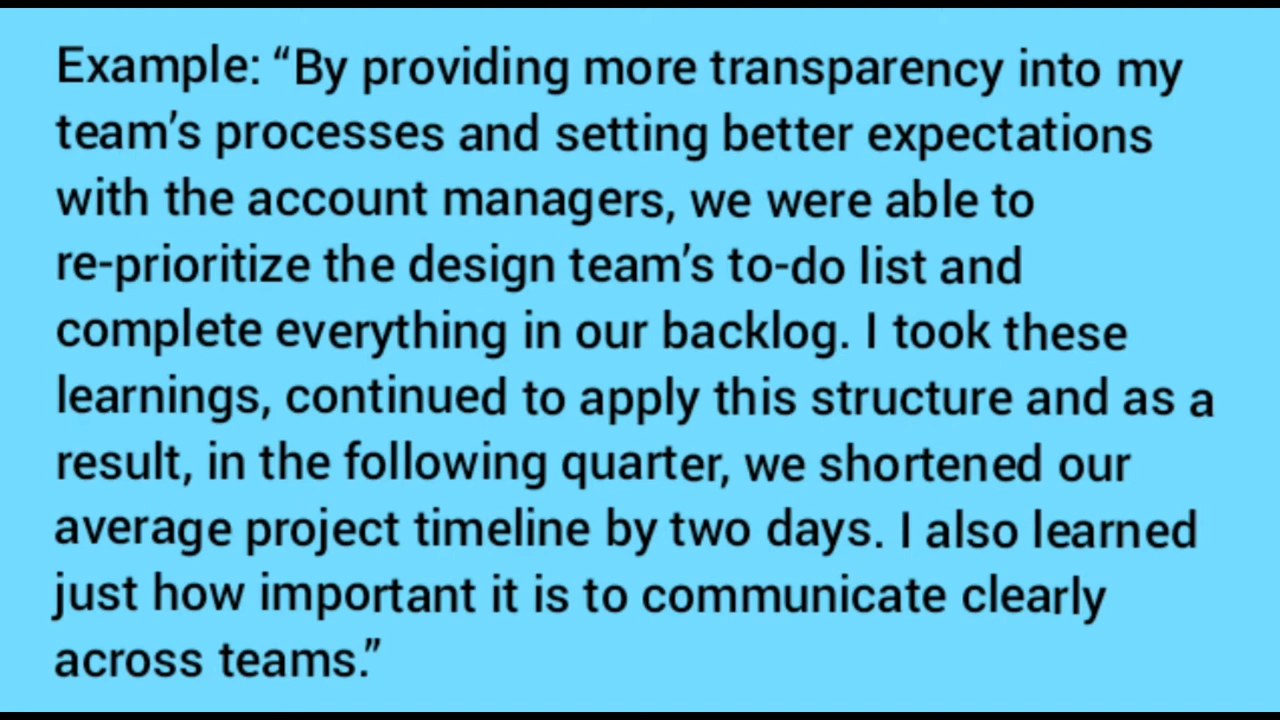 Example: “By providing more transparency into my
team’s processes and setting better expectations
with the account managers, we were able to
re-prioritize the design team’s to-do list and
complete everything in our backlog. I took these
learnings, continued to apply this structure and as a
result, in the following quarter, we shortened our
average project timeline by two days. I also learned
just how important it is to communicate clearly
across teams.”